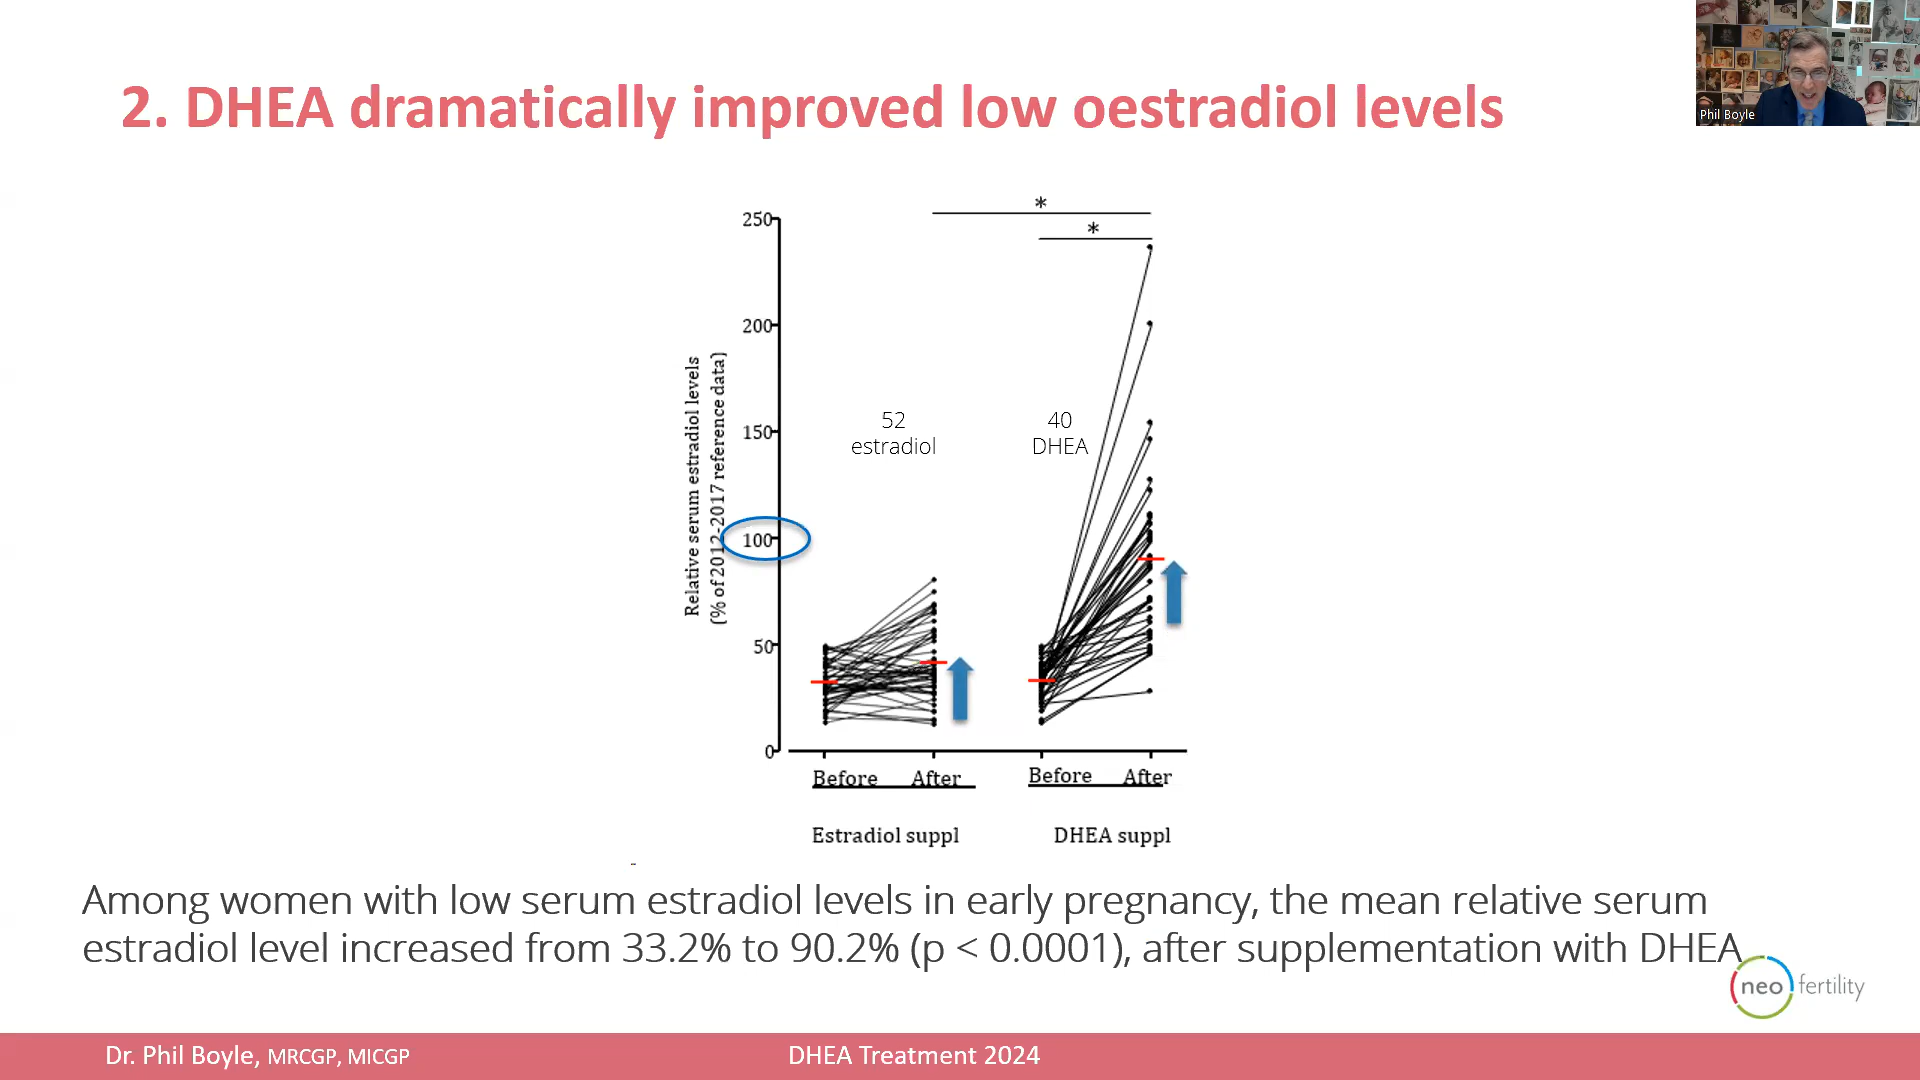 2. DHEA dramatically improved low oestradiol levels
Phil Boyle
*
*
250
200
150
100
50
0
Relative serum estradiol levels
(% of 2012-2017 reference data)
52
estradiol
40
DHEA
Before After
Before After
Estradiol suppl
DHEA suppl
Among women with low serum estradiol levels in early pregnancy, the mean relative serum
estradiol level increased from 33.2% to 90.2% (p < 0.0001), after supplementation with DHEA
neo fertility
Dr. Phil Boyle, MRCGP, MICGP
DHEA Treatment 2024